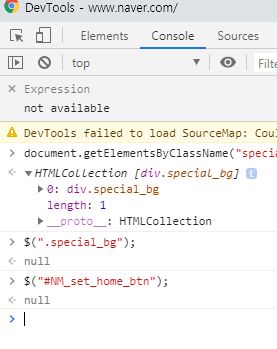 DevTools - www.naver.com/
Elements Console Sources
top Filte
× Expression
not available
DevTools failed to load SourceMap: Cou
document.getElementsByClassName("specia
HTMLCollection [div.special_bg] i
0: div.special_bg
length: 1
__proto__: HTMLCollection
$(".special_bg");
null
$("#NM_set_home_btn");
null